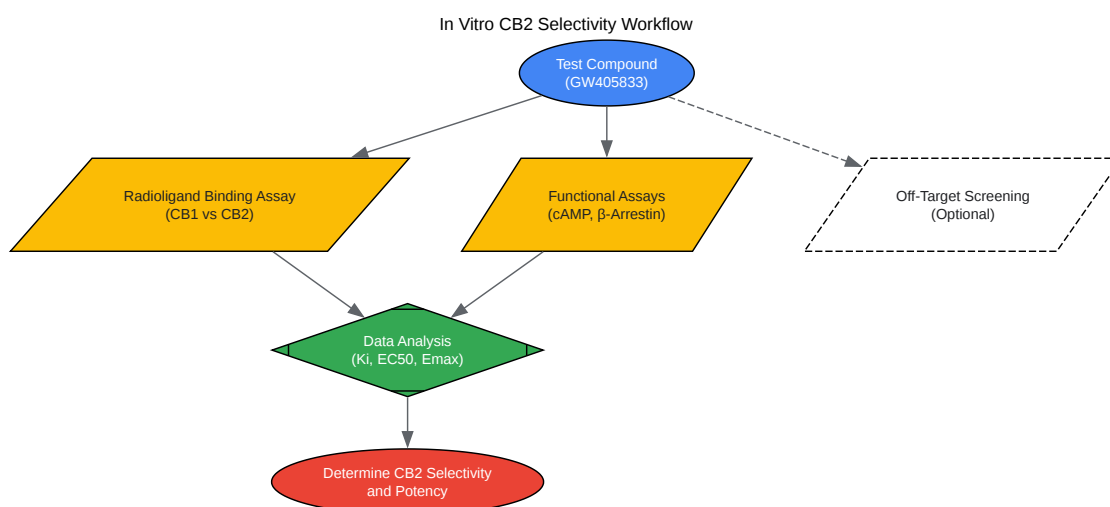 In Vitro CB2 Selectivity Workflow
Test Compound
(GW405833)
Radioligand Binding Assay
(CB1 vs CB2)
Functional Assays
(cAMP, β-Arrestin)
Off-Target Screening
(Optional)
Data Analysis
(Ki, EC50, Emax)
Determine CB2 Selectivity
and Potency